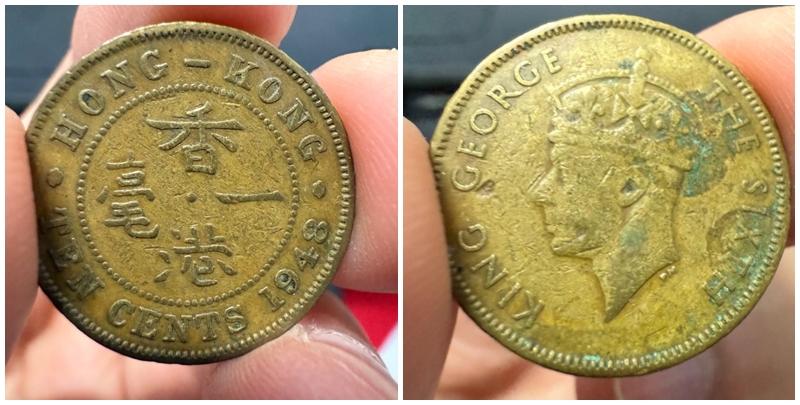 HONG-KONG
香港
一毫
TEN CENTS 1948
KING GEORGE THE SIXTH